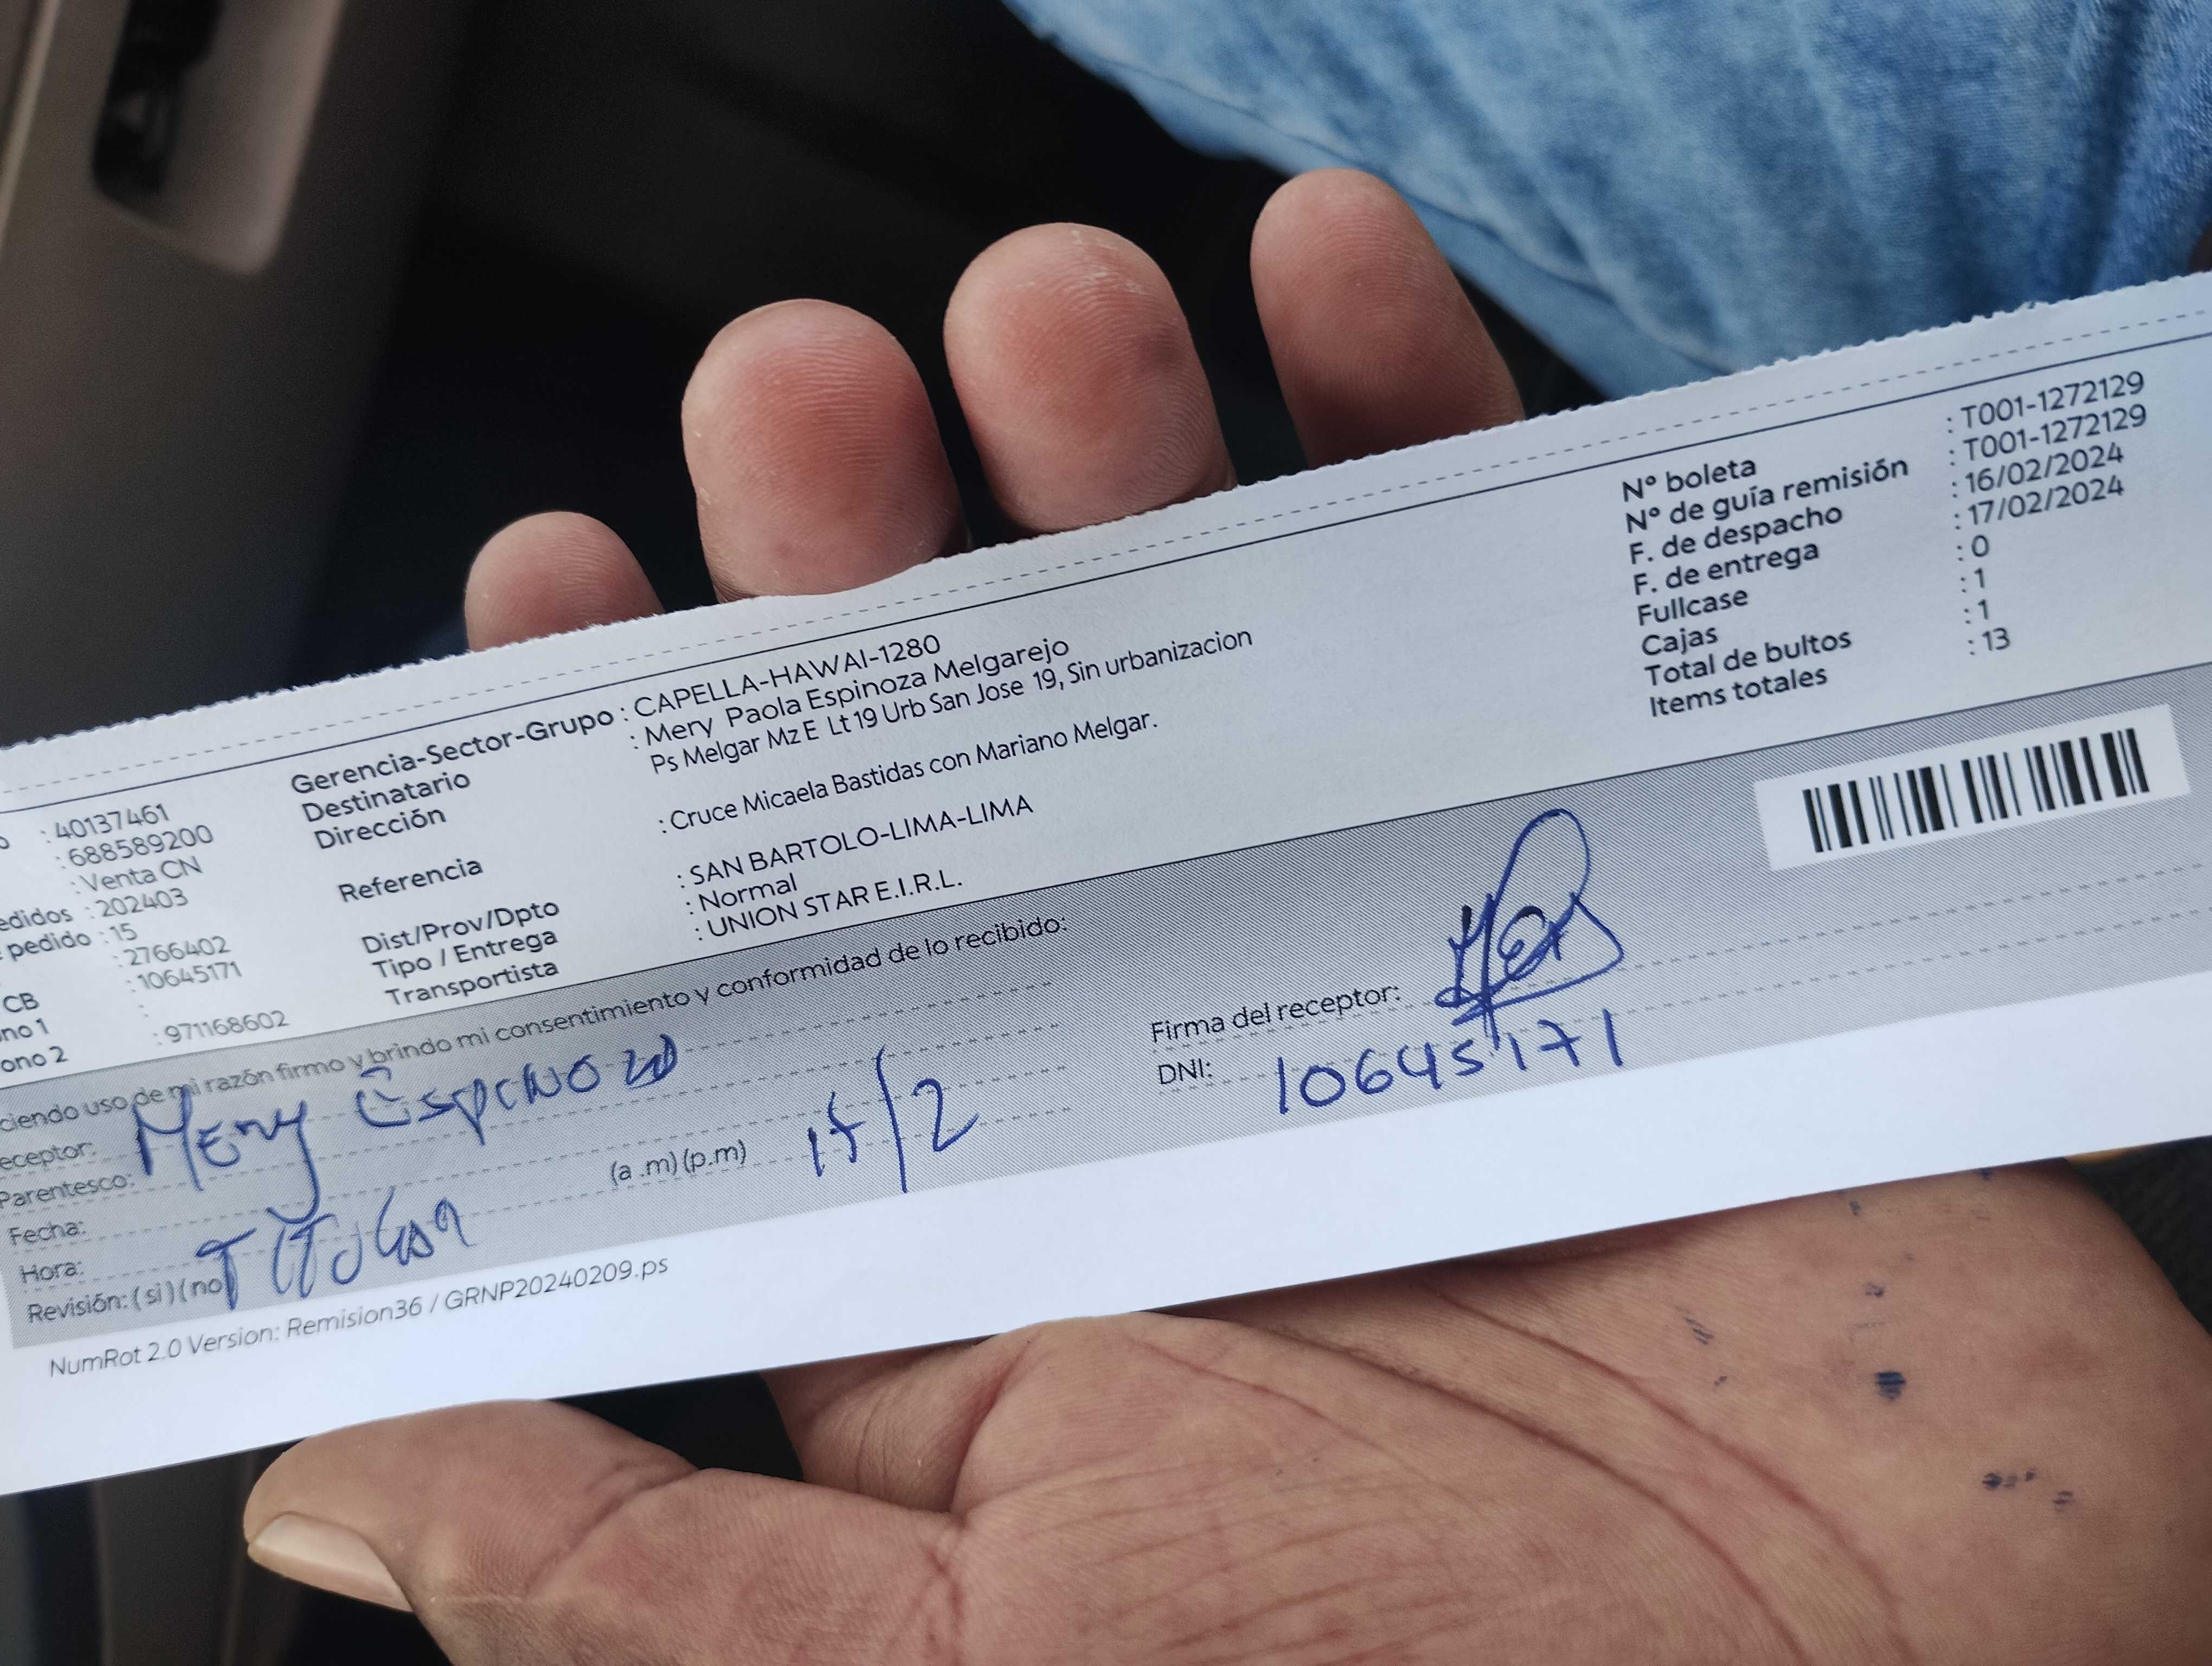 : 40137461
: 688589200
: Venta CN
edidos : 202403
pedido : 15
: 2766402
CB : 10645171
no 1 :
ono 2 : 971168602
Gerencia-Sector-Grupo : CAPELLA-HAWAI-1280
Destinatario : Mery Paola Espinoza Melgarejo
Dirección Ps Melgar Mz E Lt 19 Urb San Jose 19, Sin urbanizacion
Referencia : Cruce Micaela Bastidas con Mariano Melgar.
Dist/Prov/Dpto : SAN BARTOLO-LIMA-LIMA
Tipo / Entrega : Normal
Transportista : UNION STAR E.I.R.L.
N° boleta : T001-1272129
N° de guía remisión : T001-1272129
F. de despacho : 16/02/2024
F. de entrega : 17/02/2024
Fullcase : 0
Cajas : 1
Total de bultos : 1
Items totales : 13
ciendo uso de mi razón firmo y brindo mi consentimiento y conformidad de lo recibido:
eceptor: Mery Espinoza
Parentesco:
Fecha:
Hora: (a .m) (p.m) 17/2
Revisión: ( si ) ( no Titular
Firma del receptor:
DNI: 10645171
NumRot 2.0 Version: Remision36 / GRNP20240209.ps